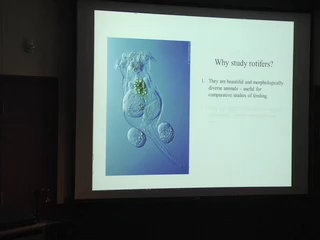 Why study rotifers?
1. They are beautiful and morphologically
diverse animals – useful for
comparative studies of feeding.